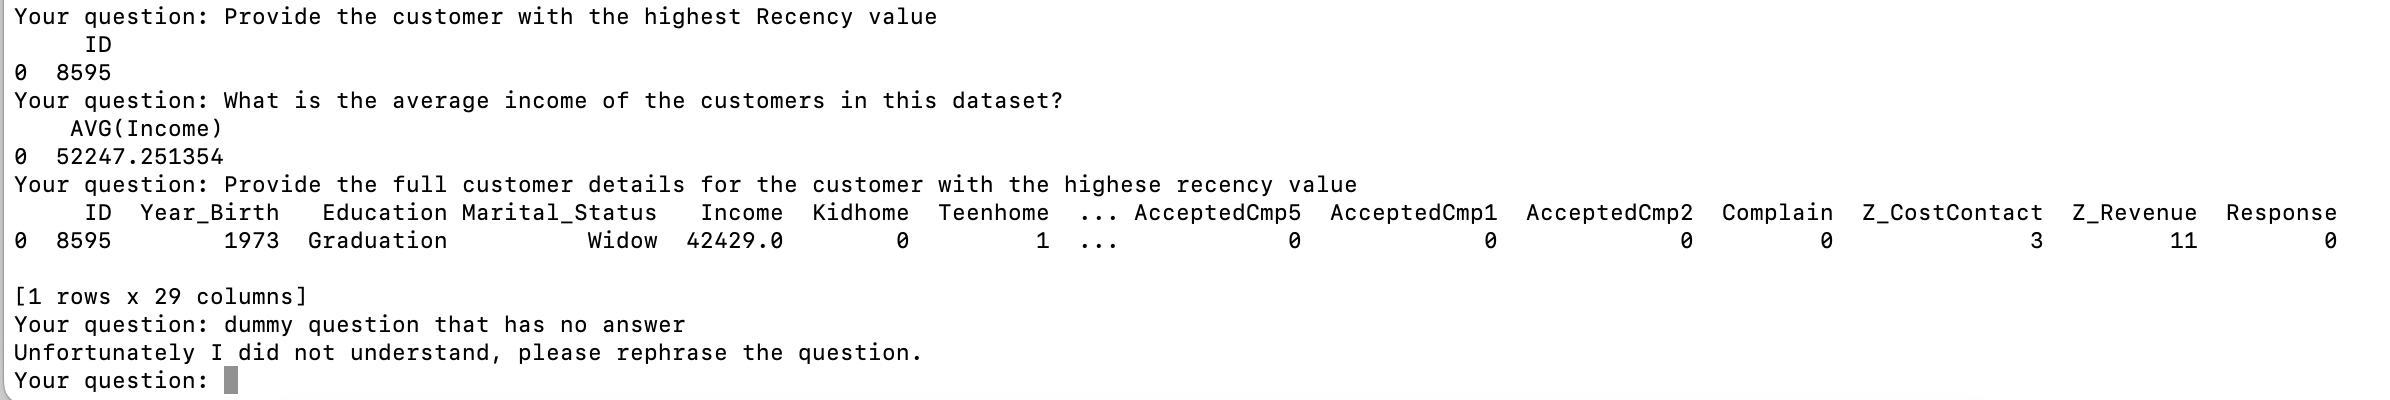 Your question: Provide the customer with the highest Recency value
ID
0 8595
Your question: What is the average income of the customers in this dataset?
AVG(Income)
0 52247.251354
Your question: Provide the full customer details for the customer with the highese recency value
ID Year_Birth Education Marital_Status Income Kidhome Teenhome ... AcceptedCmp5 AcceptedCmp1 AcceptedCmp2 Complain Z_CostContact Z_Revenue Response
0 8595 1973 Graduation Widow 42429.0 0 1 ... 0 0 0 0 3 11 0
[1 rows x 29 columns]
Your question: dummy question that has no answer
Unfortunately I did not understand, please rephrase the question.
Your question: